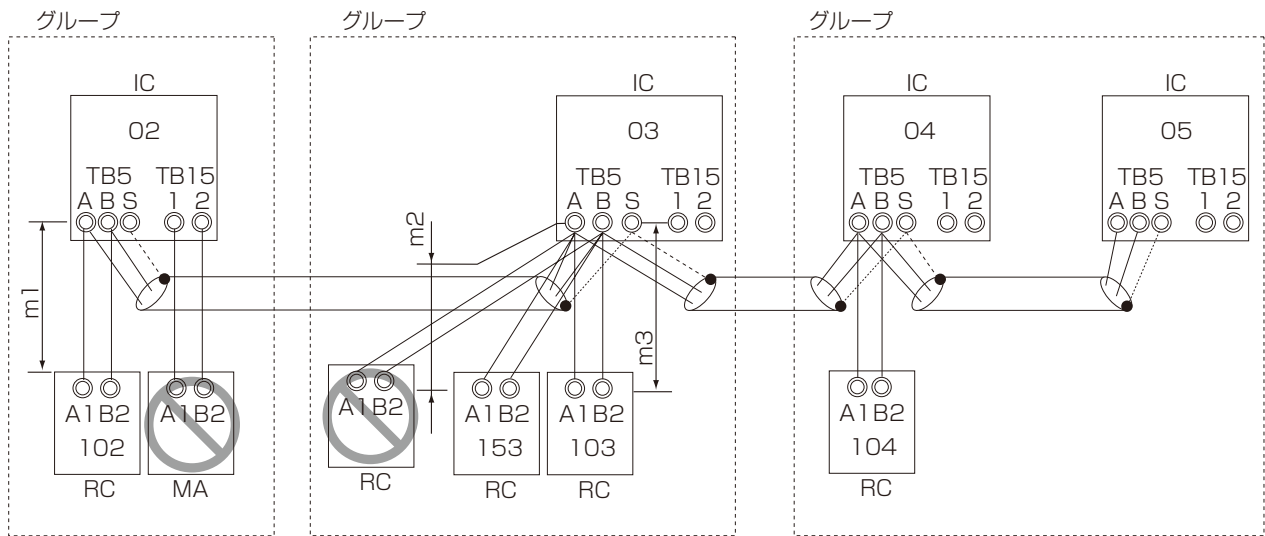 グループ
グループ
グループ
IC
IC
IC
IC
02
03
04
05
TB5 TB15
TB5 TB15
TB5 TB15
TB5 TB15
A B S 1 2
A B S 1 2
A B S 1 2
A B S 1 2
m1
m2
m3
A1B2
102
RC
A1B2
MA
A1B2
RC
A1B2
153
RC
A1B2
103
RC
A1B2
104
RC